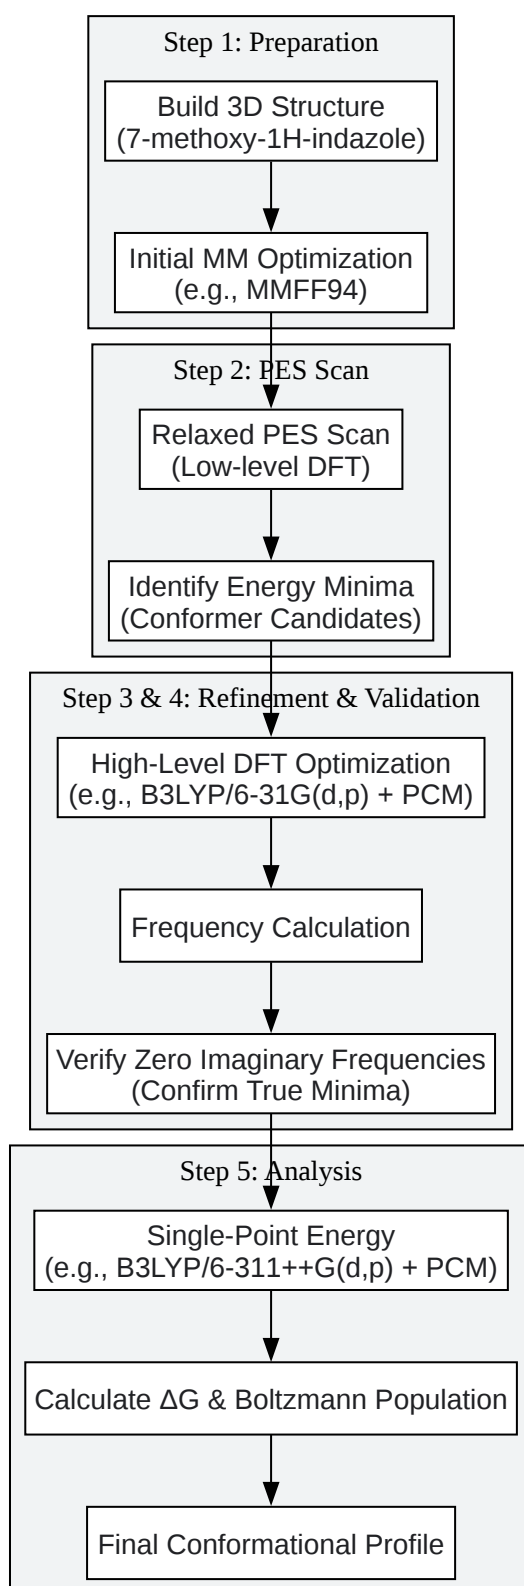 Step 1: Preparation
Build 3D Structure
(7-methoxy-1H-indazole)
Initial MM Optimization
(e.g., MMFF94)
Step 2: PES Scan
Relaxed PES Scan
(Low-level DFT)
Identify Energy Minima
(Conformer Candidates)
Step 3 & 4: Refinement & Validation
High-Level DFT Optimization
(e.g., B3LYP/6-31G(d,p) + PCM)
Frequency Calculation
Verify Zero Imaginary Frequencies
(Confirm True Minima)
Step 5: Analysis
Single-Point Energy
(e.g., B3LYP/6-311++G(d,p) + PCM)
Calculate ΔG & Boltzmann Population
Final Conformational Profile